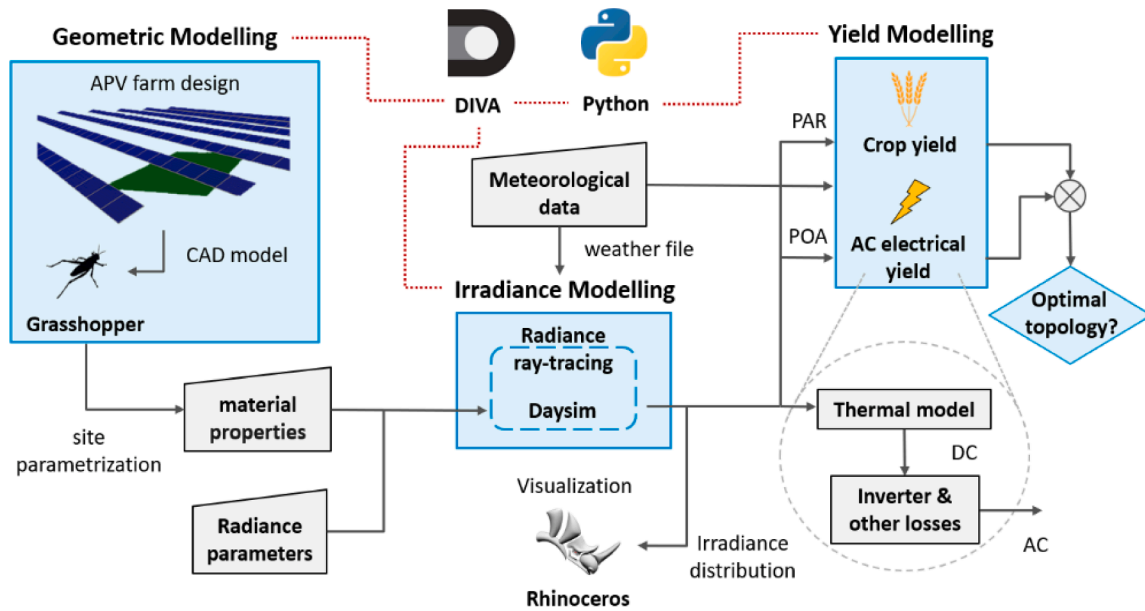 Geometric Modelling
APV farm design
CAD model
Grasshopper
site
parametrization
material
properties
Radiance
parameters
DIVA
Python
Meteorological
data
weather file
Irradiance Modelling
Radiance
ray-tracing
Daysim
Visualization
Rhinoceros
Irradiance
distribution
Yield Modelling
PAR
Crop yield
POA
AC electrical
yield
Optimal
topology?
Thermal model
DC
Inverter &
other losses
AC